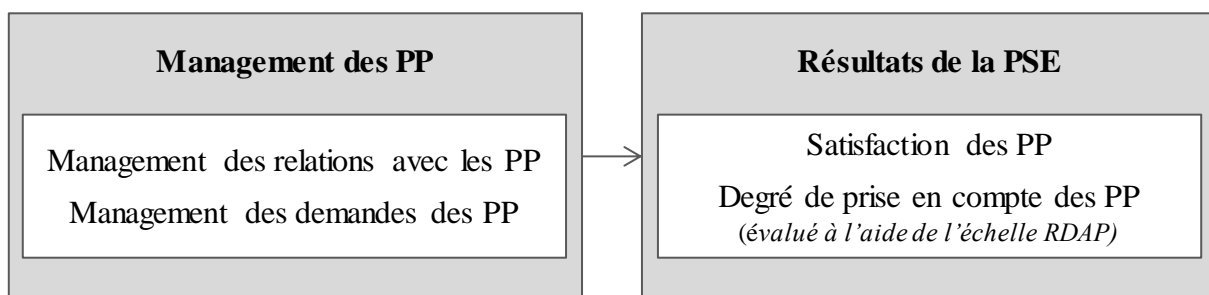 Management des PP
Management des relations avec les PP
Management des demandes des PP
Résultats de la PSE
Satisfaction des PP
Degré de prise en compte des PP
(évalué à l’aide de l’échelle RDAP)